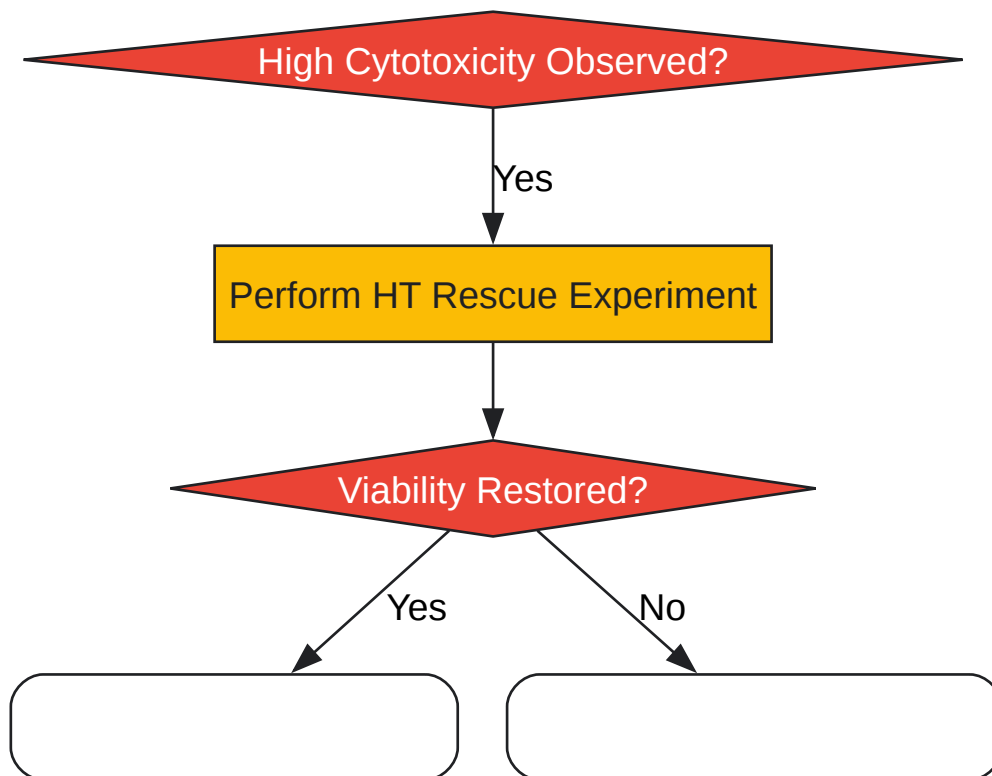 High Cytotoxicity Observed?
Yes
Perform HT Rescue Experiment
Viability Restored?
Yes
No